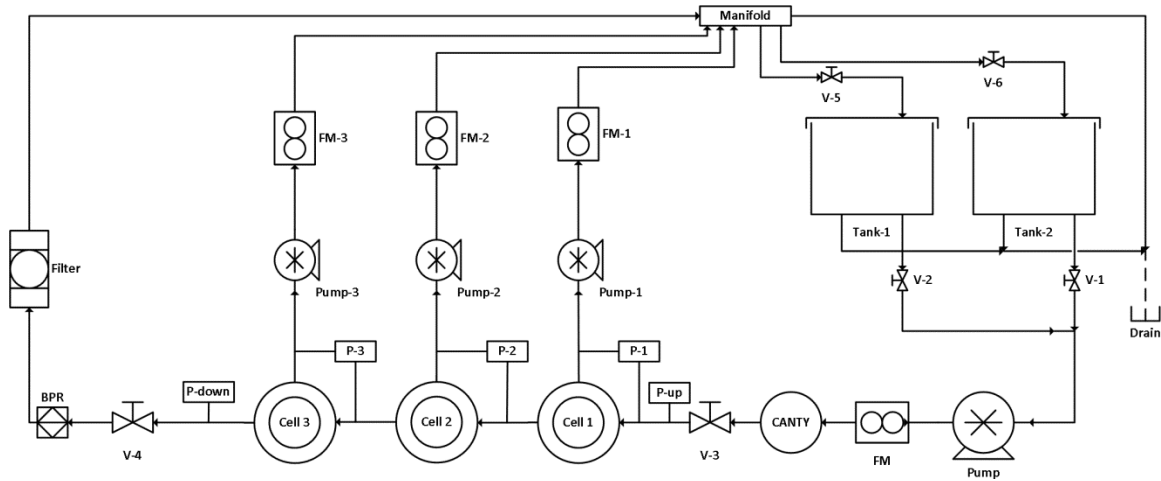 Manifold
V-5
V-6
FM-3
FM-2
FM-1
Tank-1
Tank-2
Filter
Pump-3
Pump-2
Pump-1
V-2
V-1
Drain
P-3
P-2
P-1
P-down
P-up
BPR
Cell 3
Cell 2
Cell 1
CANTY
V-4
V-3
FM
Pump